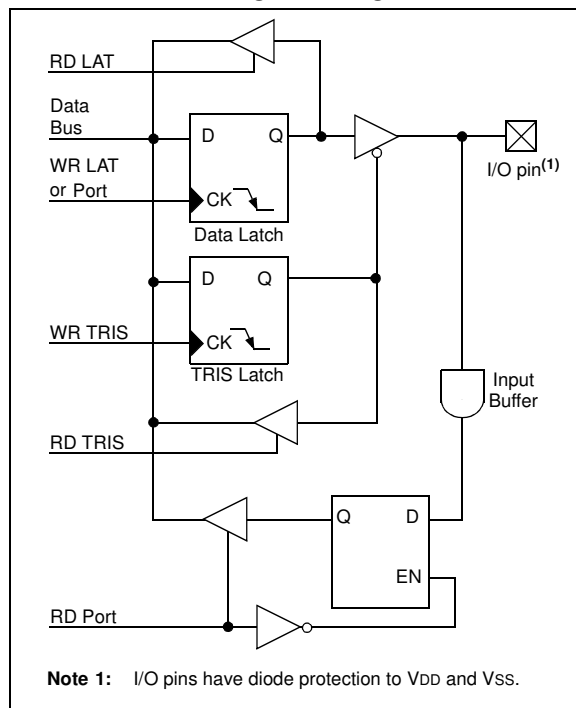 RD LAT
Data
Bus
D Q
WR LAT
or Port
CK
Data Latch
I/O pin(1)
D Q
WR TRIS
CK
TRIS Latch
Input
Buffer
RD TRIS
Q D
EN
RD Port
Note 1: I/O pins have diode protection to VDD and VSS.